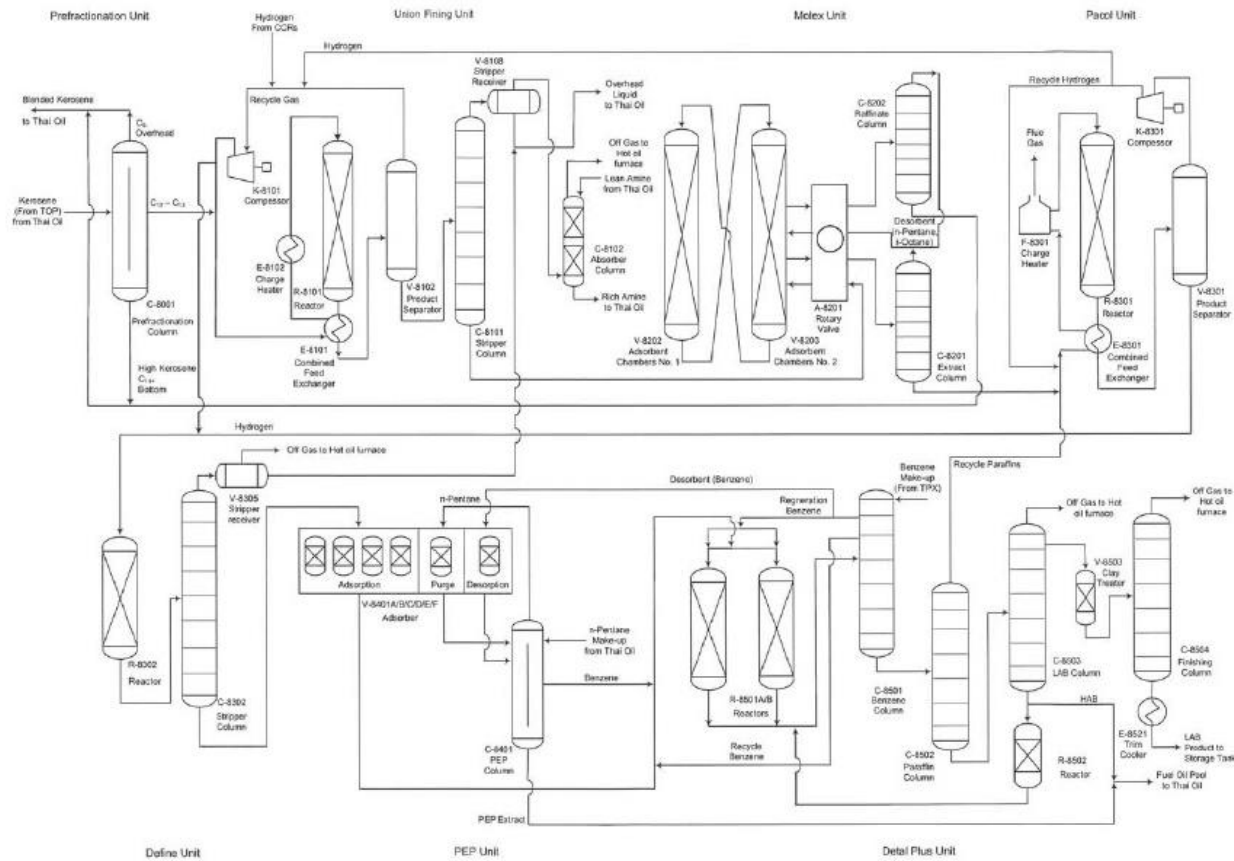 Prefractionation Unit
Union Fining Unit
Molex Unit
Pacol Unit
Hydrogen
From CCRs
Hydrogen
V-8108
Stripper
Receiver
Recycle Gas
Blended Kerosene
to Thai Oil
Overhead
Overhead
Liquid
to Thai Oil
C-8202
Raffinate
Column
Recycle Hydrogen
K-8301
Compessor
Flue
Gas
Off Gas to
Hot oil
furnace
Lean Amine
from Thai Oil
K-8101
Compessor
Kerosene
(From TOP)
from Thai Oil
C-8102
Absorber
Column
Desorbent
(n-Pentane,
i-Octane)
F-8301
Charge
Heater
E-8102
Charge
Heater
R-8101
Reactor
V-8102
Product
Separator
Rich Amine
to Thai Oil
A-8201
Rotary
Valve
R-8301
Reactor
V-8301
Product
Separator
C-8001
Prefractionation
Column
E-8101
Combined
Feed
Exchanger
C-8101
Stripper
Column
V-8202
Adsorbent
Chambers No. 1
V-8203
Adsorbent
Chambers No. 2
C-8201
Extract
Column
E-8301
Combined
Feed
Exchonger
High Kerosene
Bottom
Hydrogen
Off Gas to Hot oil furnace
V-8305
Stripper
receiver
n-Pentane
Desorbent (Benzene)
Regneration
Benzene
Benzene
Make-up
(From TPX)
Recycle Paraffins
Off Gas to Hot
oil furnace
Off Gas to
Hot oil
furnace
V-8503
Clay
Treater
Adsorption
Purge
Desorption
V-8401A/B/C/D/E/F
Adsorber
n-Pentane
Make-up
from Thai Oil
R-8302
Reactor
C-8302
Stripper
Column
Benzene
R-8501A/B
Reactors
C-8501
Benzene
Column
C-8503
LAB Column
C-8504
Finishing
Column
HAB
C-8401
PEP
Column
Recycle
Benzene
C-8502
Paraffin
Column
R-8502
Reactor
E-8521
Trim
Cooler
LAB
Product to
Storage Tank
Fuel Oil Pool
to Thai Oil
PEP Extract
Define Unit
PEP Unit
Detal Plus Unit